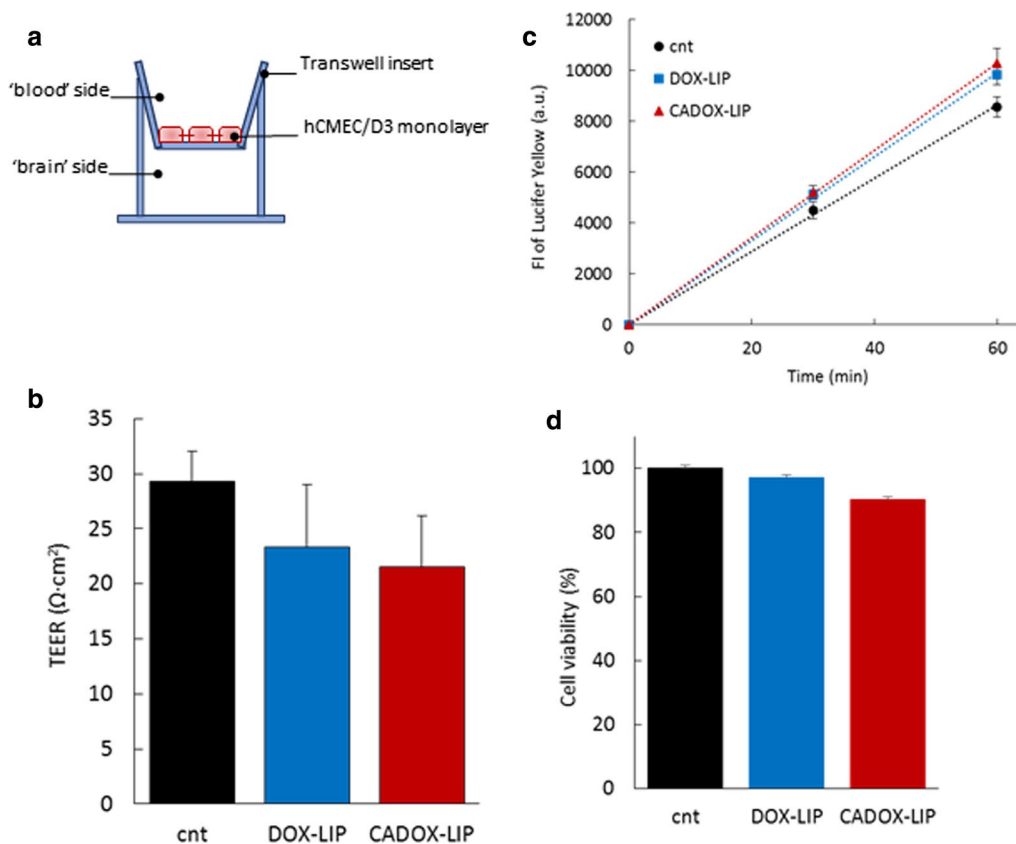 a
Transwell insert
'blood' side
hCMEC/D3 monolayer
'brain' side
c
FI of Lucifer Yellow (a.u.)
12000
10000
8000
6000
4000
2000
0
cnt
DOX-LIP
CADOX-LIP
0 20 40 60
Time (min)
b
TEER (Ω·cm²)
35
30
25
20
15
10
5
0
cnt DOX-LIP CADOX-LIP
d
Cell viability (%)
100
80
60
40
20
0
cnt DOX-LIP CADOX-LIP